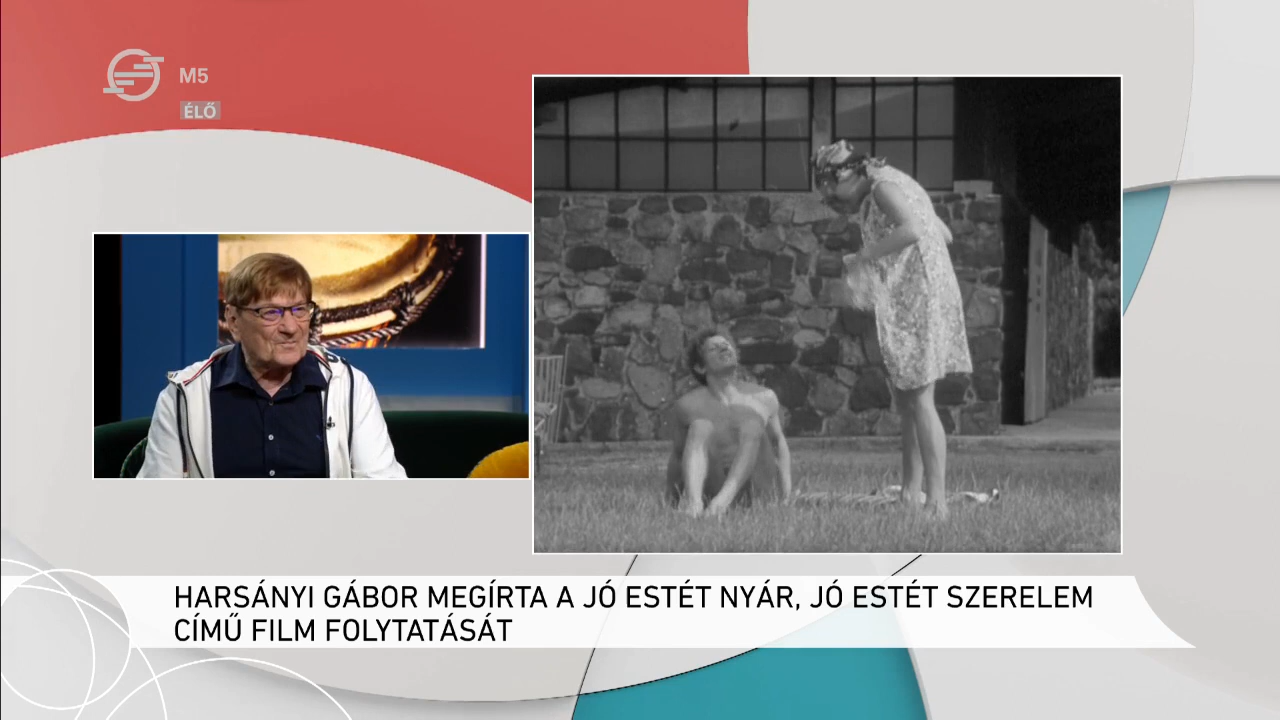 M5
ÉLŐ
HARSÁNYI GÁBOR MEGÍRTA A JÓ ESTÉT NYÁR, JÓ ESTÉT SZERELEM
CÍMŰ FILM FOLYTATÁSÁT